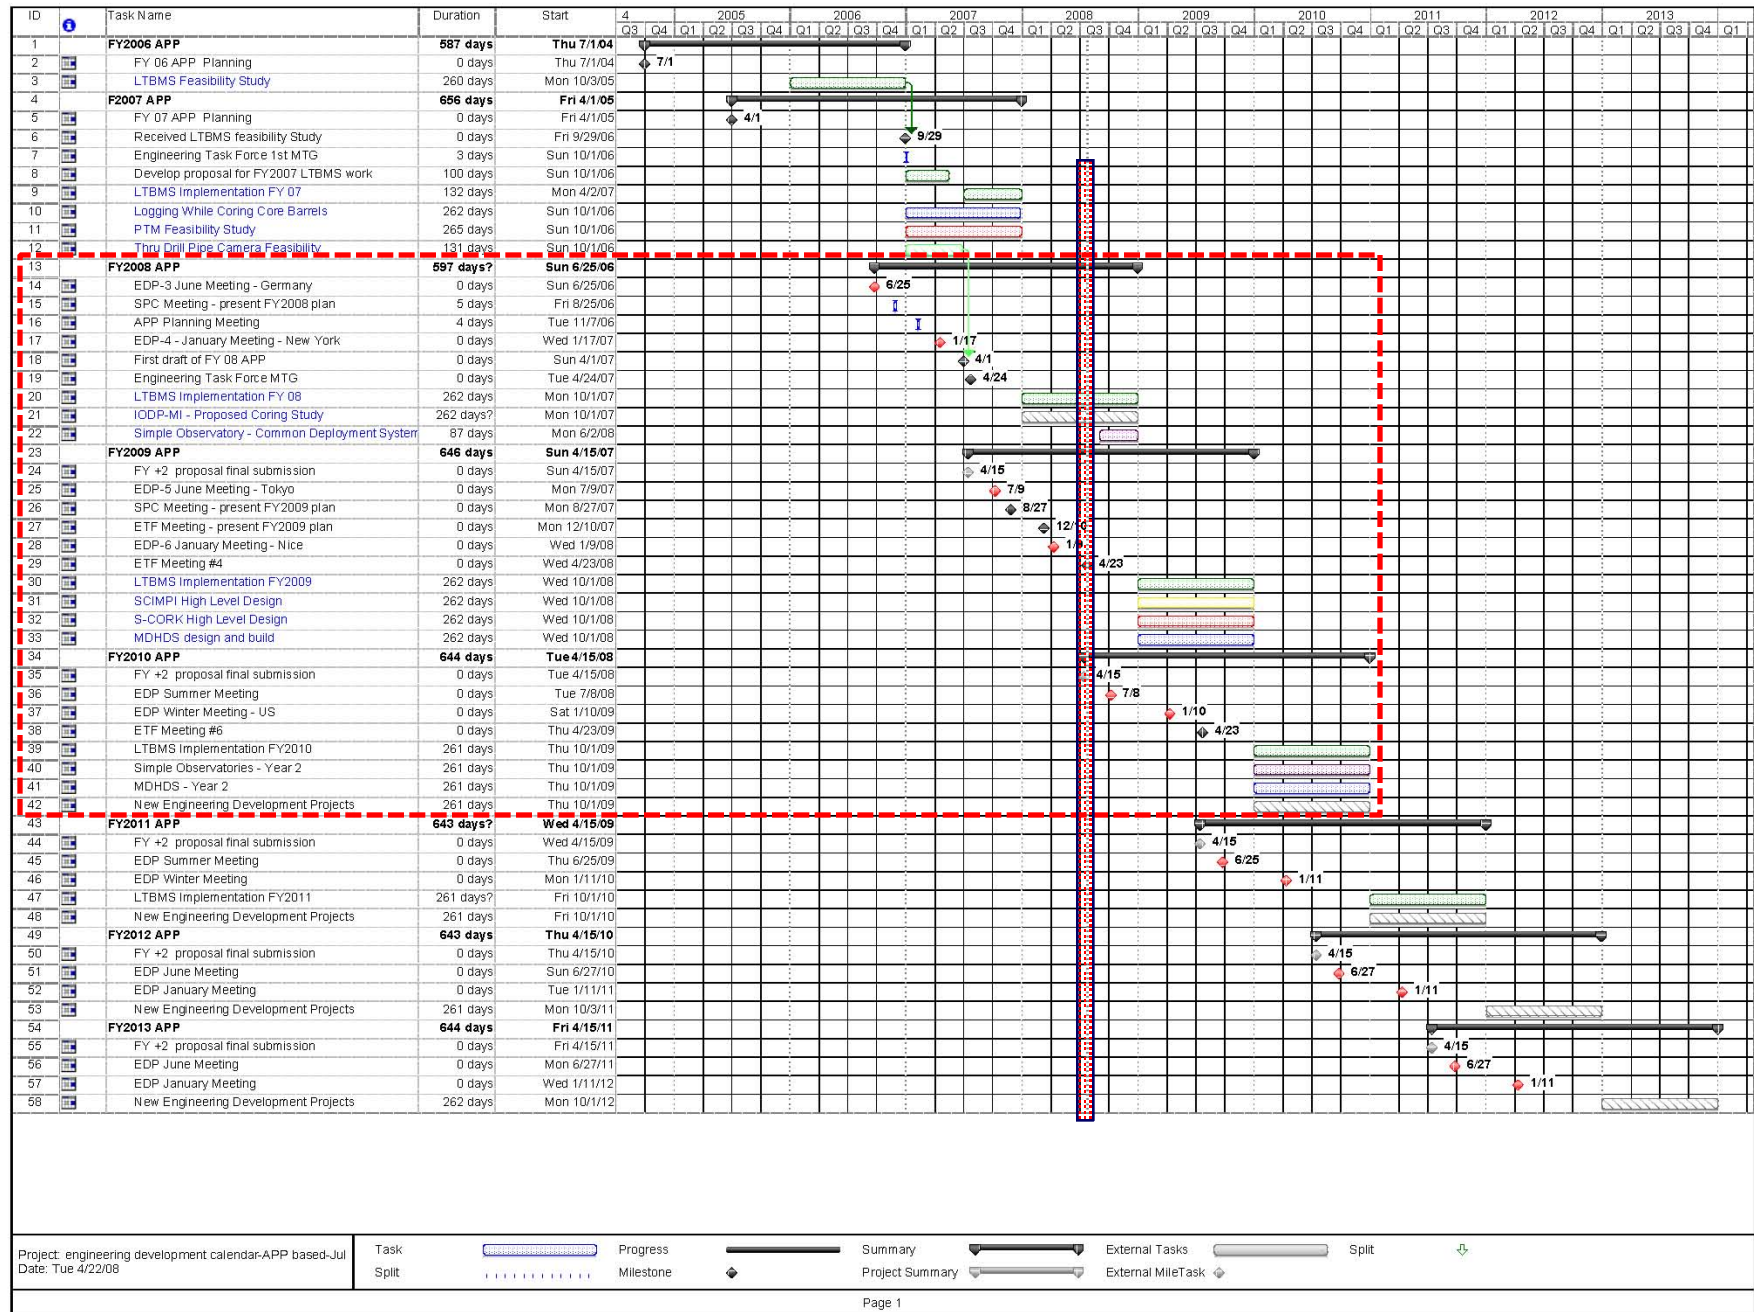 ID Task Name Duration Start 4 2005 2006 2007 2008 2009 2010 2011 2012 2013
Q3 Q4 Q1 Q2 Q3 Q4 Q1 Q2 Q3 Q4 Q1 Q2 Q3 Q4 Q1 Q2 Q3 Q4 Q1 Q2 Q3 Q4 Q1 Q2 Q3 Q4 Q1 Q2 Q3 Q4 Q1 Q2 Q3 Q4 Q1 Q2 Q3 Q4 Q1
1 FY2006 APP 587 days Thu 7/1/04
2 FY 06 APP Planning 0 days Thu 7/1/04 7/1
3 LTBMS Feasibility Study 260 days Mon 10/3/05
4 F2007 APP 656 days Fri 4/1/05
5 FY 07 APP Planning 0 days Fri 4/1/05 4/1
6 Received LTBMS feasibility Study 0 days Fri 9/29/06 9/29
7 Engineering Task Force 1st MTG 3 days Sun 10/1/06
8 Develop proposal for FY2007 LTBMS work 100 days Sun 10/1/06
9 LTBMS Implementation FY 07 132 days Mon 4/2/07
10 Logging While Coring Core Barrels 262 days Sun 10/1/06
11 PTM Feasibility Study 265 days Sun 10/1/06
12 Thru Drill Pipe Camera Feasibility 131 days Sun 10/1/06
13 FY2008 APP 597 days? Sun 6/25/06
14 EDP-3 June Meeting - Germany 0 days Sun 6/25/06 6/25
15 SPC Meeting - present FY2008 plan 5 days Fri 8/25/06
16 APP Planning Meeting 4 days Tue 11/7/06
17 EDP-4 - January Meeting - New York 0 days Wed 1/17/07 1/17
18 First draft of FY 08 APP 0 days Sun 4/1/07 4/1
19 Engineering Task Force MTG 0 days Tue 4/24/07 4/24
20 LTBMS Implementation FY 08 262 days Mon 10/1/07
21 IODP-MI - Proposed Coring Study 262 days? Mon 10/1/07
22 Simple Observatory - Common Deployment System 87 days Mon 6/2/08
23 FY2009 APP 646 days Sun 4/15/07
24 FY +2 proposal final submission 0 days Sun 4/15/07 4/15
25 EDP-5 June Meeting - Tokyo 0 days Mon 7/9/07 7/9
26 SPC Meeting - present FY2009 plan 0 days Mon 8/27/07 8/27
27 ETF Meeting - present FY2009 plan 0 days Mon 12/10/07 12/10
28 EDP-6 January Meeting - Nice 0 days Wed 1/9/08 1/9
29 ETF Meeting #4 0 days Wed 4/23/08 4/23
30 LTBMS Implementation FY2009 262 days Wed 10/1/08
31 SCIMPI High Level Design 262 days Wed 10/1/08
32 S-CORK High Level Design 262 days Wed 10/1/08
33 MDHDS design and build 262 days Wed 10/1/08
34 FY2010 APP 644 days Tue 4/15/08
35 FY +2 proposal final submission 0 days Tue 4/15/08 4/15
36 EDP Summer Meeting 0 days Tue 7/8/08 7/8
37 EDP Winter Meeting - US 0 days Sat 1/10/09 1/10
38 ETF Meeting #6 0 days Thu 4/23/09 4/23
39 LTBMS Implementation FY2010 261 days Thu 10/1/09
40 Simple Observatories - Year 2 261 days Thu 10/1/09
41 MDHDS - Year 2 261 days Thu 10/1/09
42 New Engineering Development Projects 261 days Thu 10/1/09
43 FY2011 APP 643 days? Wed 4/15/09
44 FY +2 proposal final submission 0 days Wed 4/15/09 4/15
45 EDP Summer Meeting 0 days Thu 6/25/09 6/25
46 EDP Winter Meeting 0 days Mon 1/11/10 1/11
47 LTBMS Implementation FY2011 261 days? Fri 10/1/10
48 New Engineering Development Projects 261 days Fri 10/1/10
49 FY2012 APP 643 days Thu 4/15/10
50 FY +2 proposal final submission 0 days Thu 4/15/10 4/15
51 EDP June Meeting 0 days Sun 6/27/10 6/27
52 EDP January Meeting 0 days Tue 1/11/11 1/11
53 New Engineering Development Projects 261 days Mon 10/3/11
54 FY2013 APP 644 days Fri 4/15/11
55 FY +2 proposal final submission 0 days Fri 4/15/11 4/15
56 EDP June Meeting 0 days Mon 6/27/11 6/27
57 EDP January Meeting 0 days Wed 1/11/12 1/11
58 New Engineering Development Projects 262 days Mon 10/1/12
Project: engineering development calendar-APP based-Jul
Date: Tue 4/22/08
Task Progress Summary External Tasks Split
Split Milestone Project Summary External MileTask
Page 1